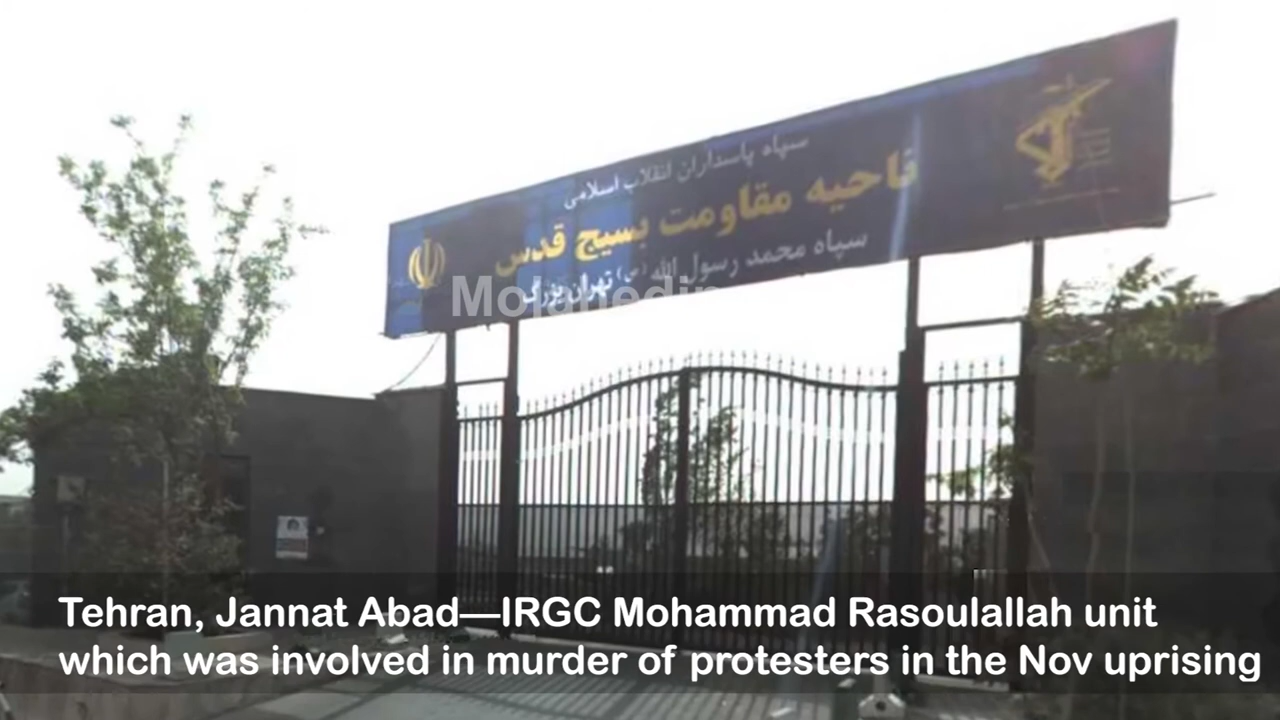 سپاه پاسداران انقلاب اسلامی
ناحیه مقاومت بسیج قدس
سپاه محمد رسول الله (ص) تهران بزرگ
Tehran, Jannat Abad—IRGC Mohammad Rasoulallah unit
which was involved in murder of protesters in the Nov uprising